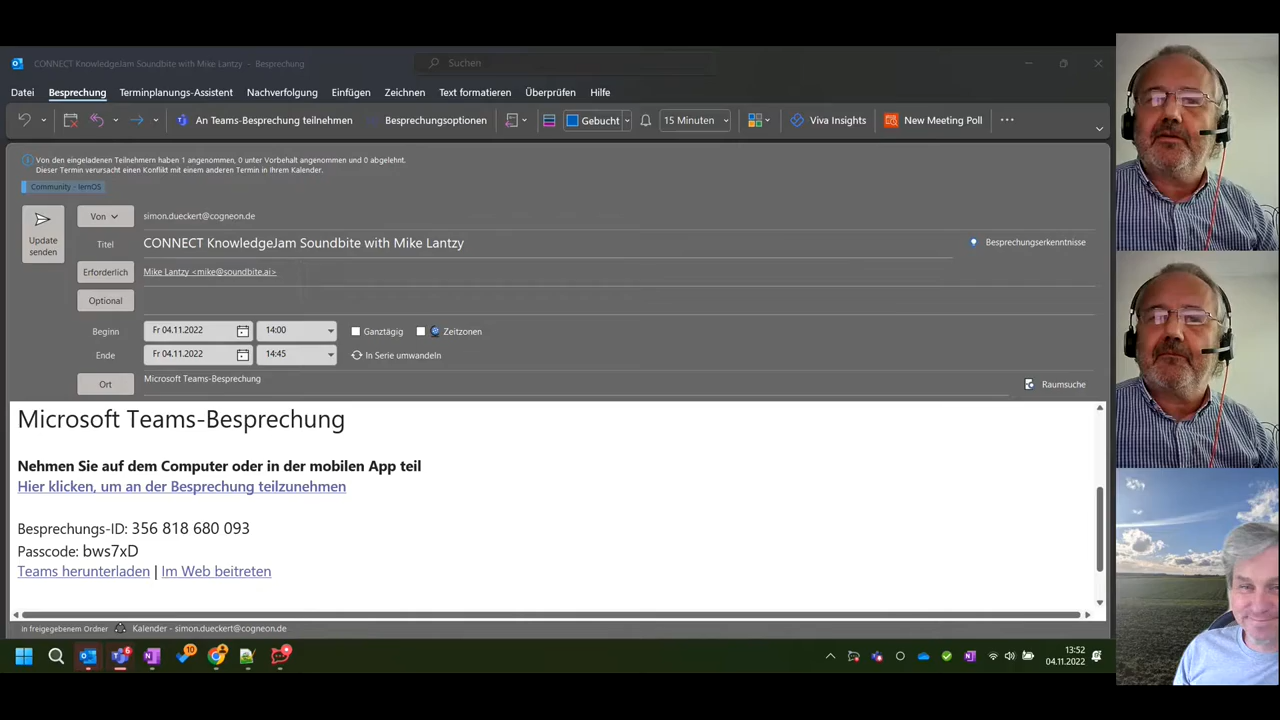 CONNECT KnowledgeJam Soundbite with Mike Lantzy - Besprechung
Suchen
Datei Besprechung Terminplanungs-Assistent Nachverfolgung Einfügen Zeichnen Text formatieren Überprüfen Hilfe
An Teams-Besprechung teilnehmen Besprechungsoptionen Gebucht 15 Minuten Viva Insights New Meeting Poll
Von den eingeladenen Teilnehmern haben 1 angenommen, 0 unter Vorbehalt angenommen und 0 abgelehnt.
Dieser Termin verursacht einen Konflikt mit einem anderen Termin in Ihrem Kalender.
Community - lernOS
Update senden
Von simon.dueckert@cogneon.de
Titel CONNECT KnowledgeJam Soundbite with Mike Lantzy Besprechungserkenntnisse
Erforderlich Mike Lantzy <mike@soundbite.ai>
Optional
Beginn Fr 04.11.2022 14:00 Ganztägig Zeitzonen
Ende Fr 04.11.2022 14:45 In Serie umwandeln
Ort Microsoft Teams-Besprechung Raumsuche
Microsoft Teams-Besprechung
Nehmen Sie auf dem Computer oder in der mobilen App teil
Hier klicken, um an der Besprechung teilzunehmen
Besprechungs-ID: 356 818 680 093
Passcode: bws7xD
Teams herunterladen | Im Web beitreten
in freigegebenem Ordner Kalender - simon.dueckert@cogneon.de
6 10
13:52
04.11.2022